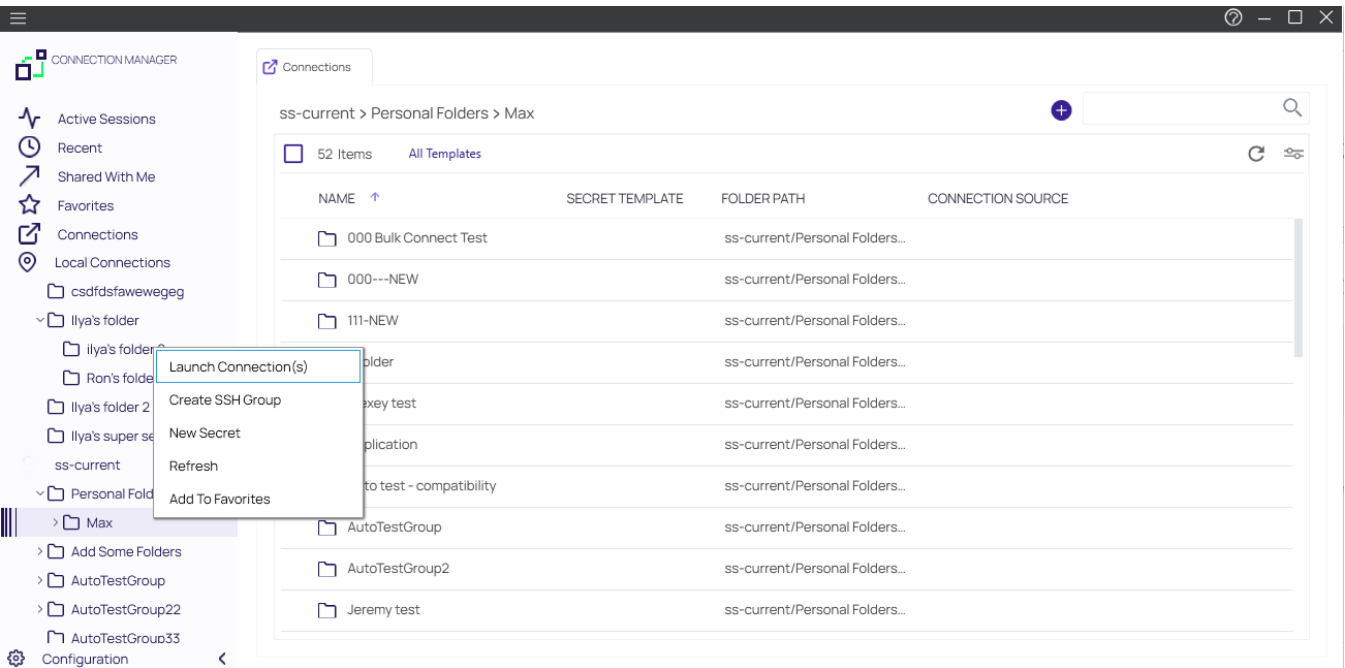 CONNECTION MANAGER
Active Sessions
Recent
Shared With Me
Favorites
Connections
Local Connections
csdfdsfawewegeg
Ilya's folder
ilya's folder
Ron's folde
Ilya's folder 2
Ilya's super se
ss-current
Personal Fold
Max
Add Some Folders
AutoTestGroup
AutoTestGroup22
AutoTestGroup33
Configuration
Launch Connection(s)
Create SSH Group
New Secret
Refresh
Add To Favorites
Connections
ss-current > Personal Folders > Max
52 Items All Templates
NAME SECRET TEMPLATE FOLDER PATH CONNECTION SOURCE
000 Bulk Connect Test ss-current/Personal Folders...
000---NEW ss-current/Personal Folders...
111-NEW ss-current/Personal Folders...
older ss-current/Personal Folders...
exey test ss-current/Personal Folders...
plication ss-current/Personal Folders...
to test - compatibility ss-current/Personal Folders...
AutoTestGroup ss-current/Personal Folders...
AutoTestGroup2 ss-current/Personal Folders...
Jeremy test ss-current/Personal Folders...